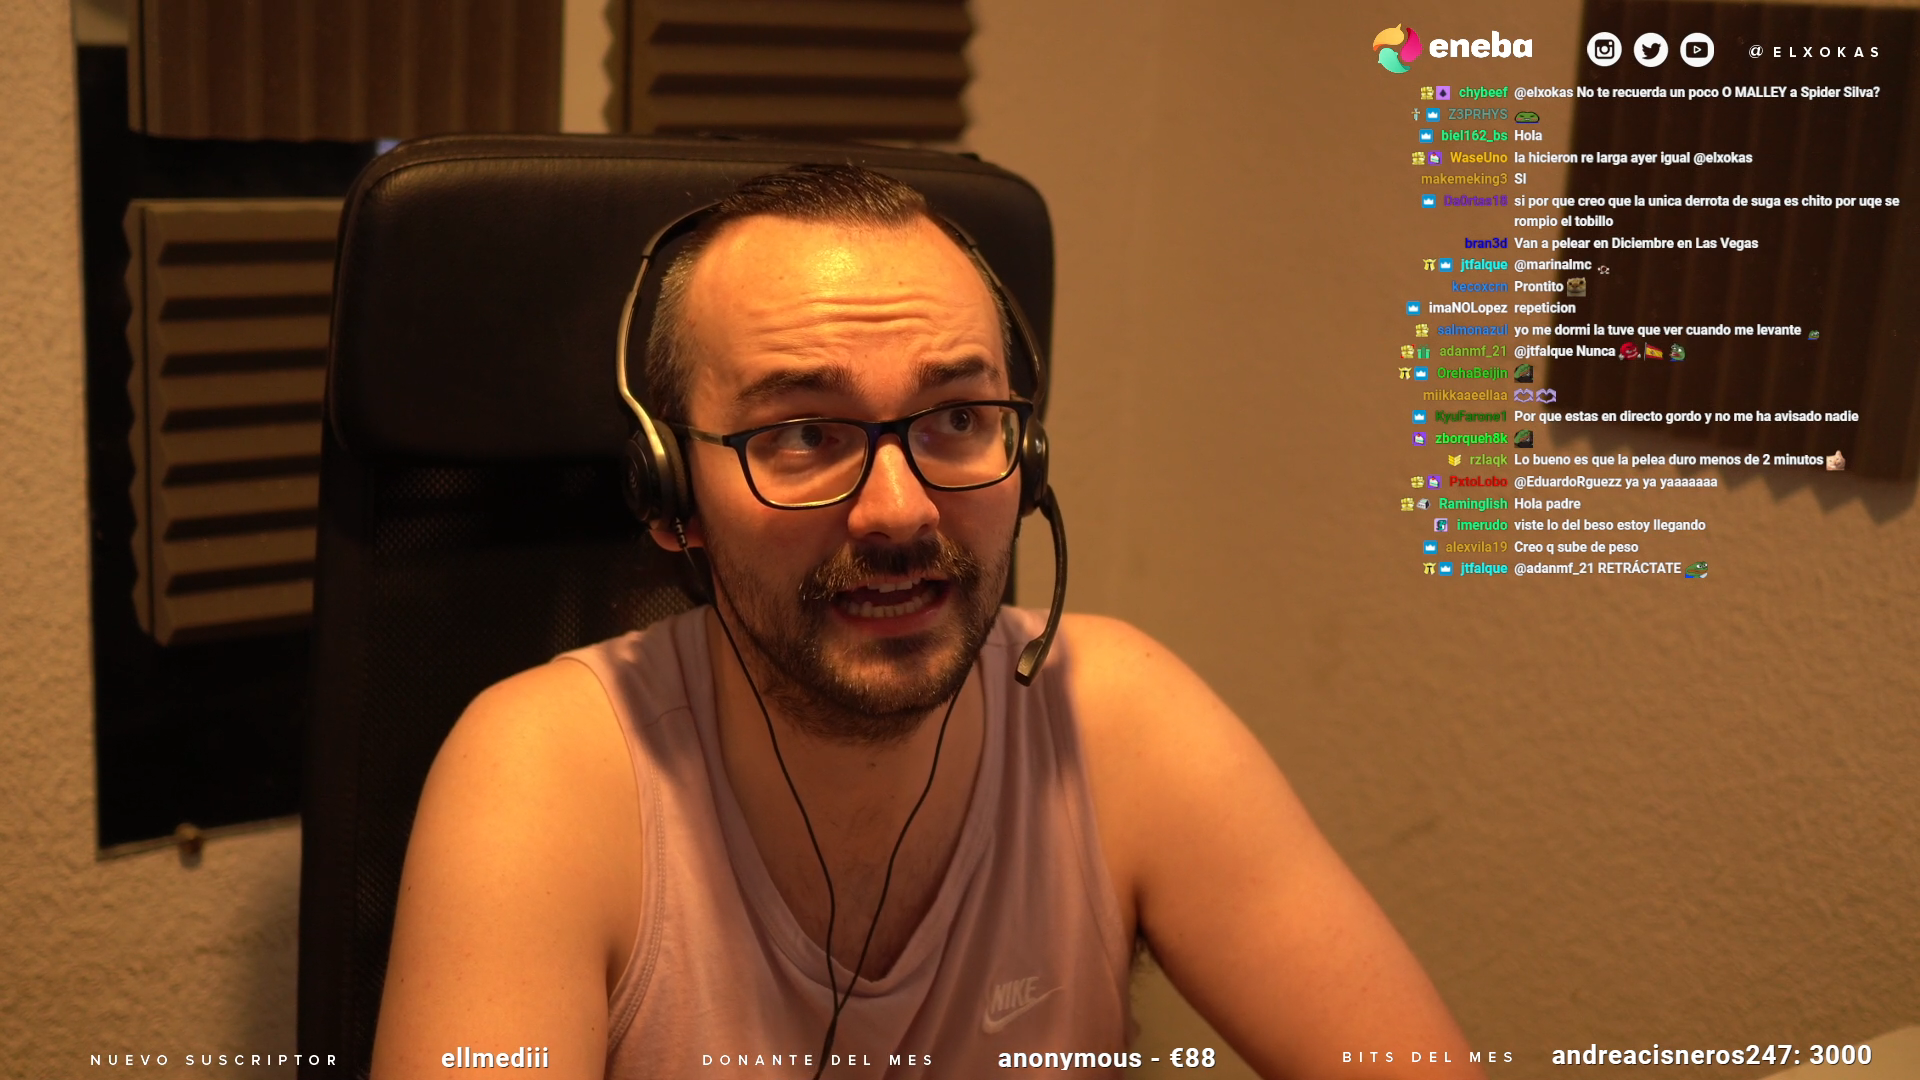 eneba
@ELXOKAS
chybeef @elxokas No te recuerda un poco O MALLEY a Spider Silva?
Z3PRHYS
biel162_bs Hola
WaseUno la hicieron re larga ayer igual @elxokas
makemeking3 SI
Da0rtas18 si por que creo que la unica derrota de suga es chito por uqe se
rompio el tobillo
bran3d Van a pelear en Diciembre en Las Vegas
jtfalque @marinalmc
kecoxcrn Prontito
imaNOLopez repeticion
salmonazul yo me dormi la tuve que ver cuando me levante
adanmf_21 @jtfalque Nunca
OrehaBeijin
miikkaaeellaa
KyuFarone1 Por que estas en directo gordo y no me ha avisado nadie
zborqueh8k
rzlaqk Lo bueno es que la pelea duro menos de 2 minutos
PxtoLobo @EduardoRguezz ya ya yaaaaaaa
Raminglish Hola padre
imerudo viste lo del beso estoy llegando
alexvila19 Creo q sube de peso
jtfalque @adanmf_21 RETRÁCTATE
NIKE
NUEVO SUSCRIPTOR ellmediii DONANTE DEL MES anonymous - €88 BITS DEL MES andreacisneros247: 3000